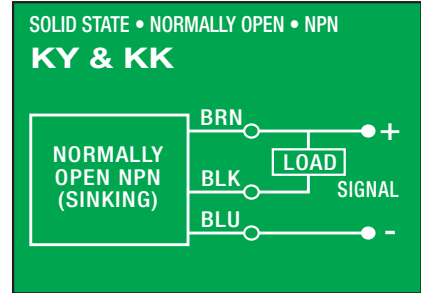 SOLID STATE • NORMALLY OPEN • NPN
KY & KK
BRN
+
NORMALLY
OPEN NPN
(SINKING)
LOAD
BLK
SIGNAL
BLU
-